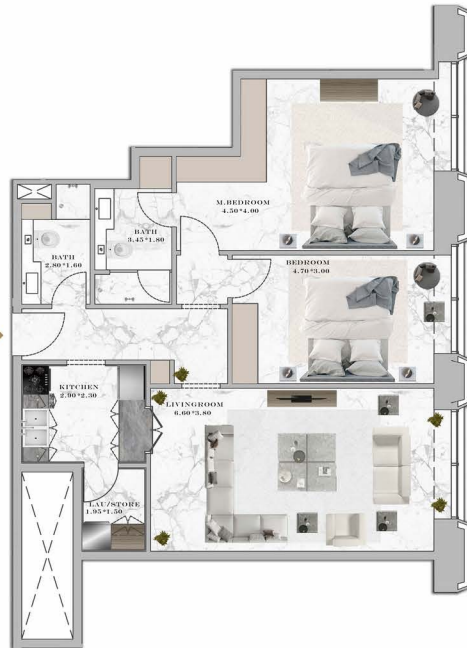 M.BEDROOM
4.50*4.00
BATH
3.45*1.80
BATH
2.80*1.60
BEDROOM
4.70*3.00
KITCHEN
2.90*2.30
LIVINGROOM
6.60*3.80
LAU/STORE
1.95*1.50